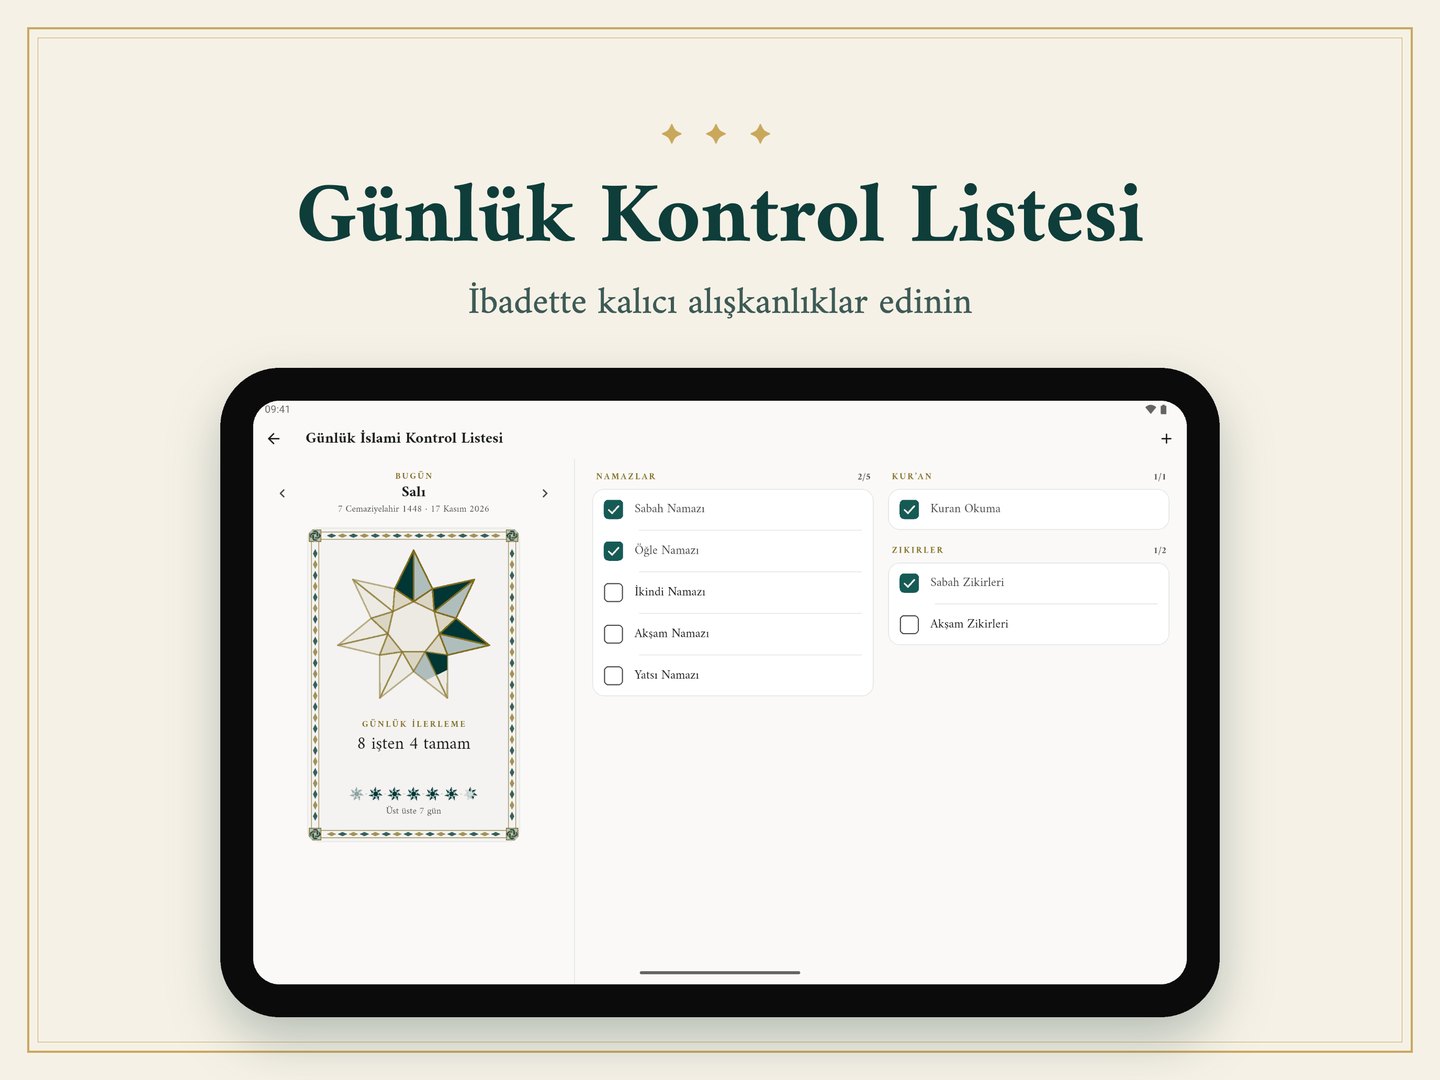 Günlük Kontrol Listesi
İbadette kalıcı alışkanlıklar edinin
09:41
Günlük İslami Kontrol Listesi
BUGÜN
Salı
7 Cemaziyelahir 1448 · 17 Kasım 2026
GÜNLÜK İLERLEME
8 işten 4 tamam
Üst üste 7 gün
NAMAZLAR 2/5
Sabah Namazı
Öğle Namazı
İkindi Namazı
Akşam Namazı
Yatsı Namazı
KUR'AN 1/1
Kuran Okuma
ZIKIRLER 1/2
Sabah Zikirleri
Akşam Zikirleri